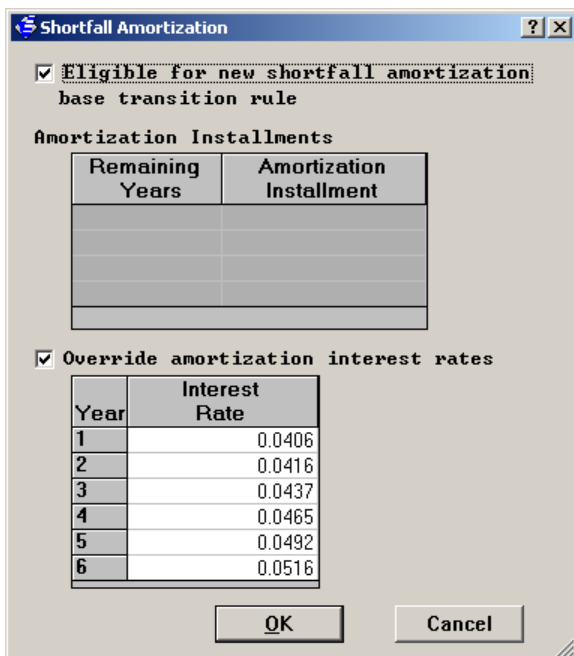 Shortfall Amortization
Eligible for new shortfall amortization
base transition rule
Amortization Installments
Remaining Years Amortization Installment
Override amortization interest rates
Year Interest Rate
1 0.0406
2 0.0416
3 0.0437
4 0.0465
5 0.0492
6 0.0516
OK Cancel